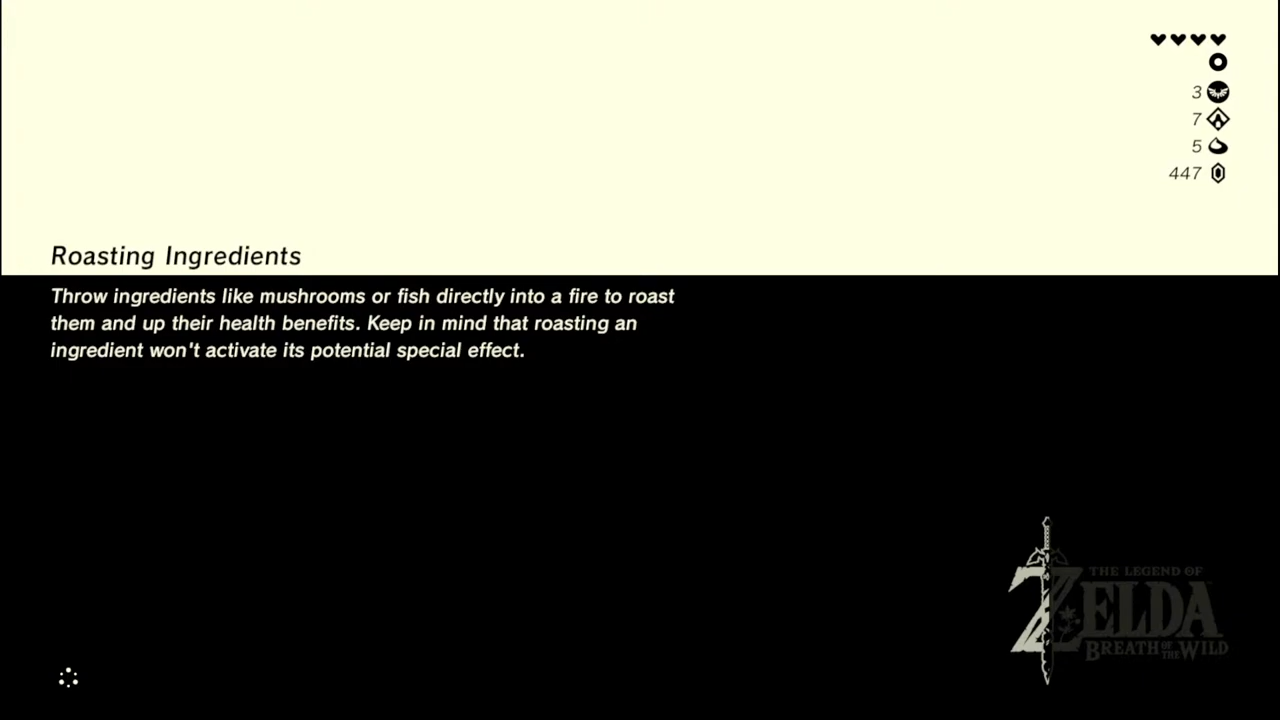 3
7
5
447
Roasting Ingredients
Throw ingredients like mushrooms or fish directly into a fire to roast
them and up their health benefits. Keep in mind that roasting an
ingredient won't activate its potential special effect.
THE LEGEND OF
ZELDA
BREATH OF THE WILD